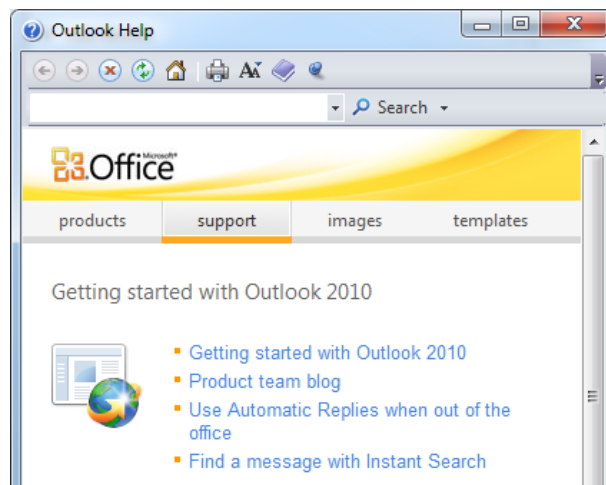 Outlook Help
Search
Microsoft®
Office
products support images templates
Getting started with Outlook 2010
Getting started with Outlook 2010
Product team blog
Use Automatic Replies when out of the
office
Find a message with Instant Search